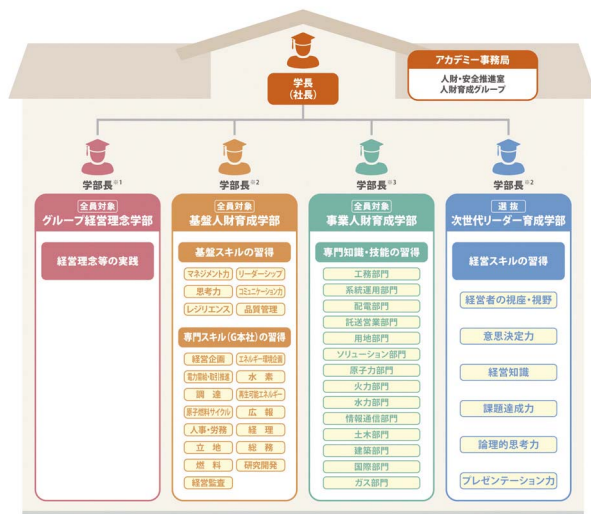 学長
(社長)
アカデミー事務局
人財・安全推進室
人財育成グループ
学部長※1
全員対象
グループ経営理念学部
経営理念等の実践
学部長※2
全員対象
基盤人財育成学部
基盤スキルの習得
マネジメント力 リーダーシップ
思考力 コミュニケーション力
レジリエンス 品質管理
専門スキル(G本社)の習得
経営企画 エネルギー環境企画
電力需給・取引推進 水素
調達 再生可能エネルギー
原子燃料サイクル 広報
人事・労務 経理
立地 総務
燃料 研究開発
経営監査
学部長※3
全員対象
事業人財育成学部
専門知識・技能の習得
工務部門
系統運用部門
配電部門
託送営業部門
用地部門
ソリューション部門
原子力部門
火力部門
水力部門
情報通信部門
土木部門
建築部門
国際部門
ガス部門
学部長※2
選抜
次世代リーダー育成学部
経営スキルの習得
経営者の視座・視野
意思決定力
経営知識
課題達成力
論理的思考力
プレゼンテーション力